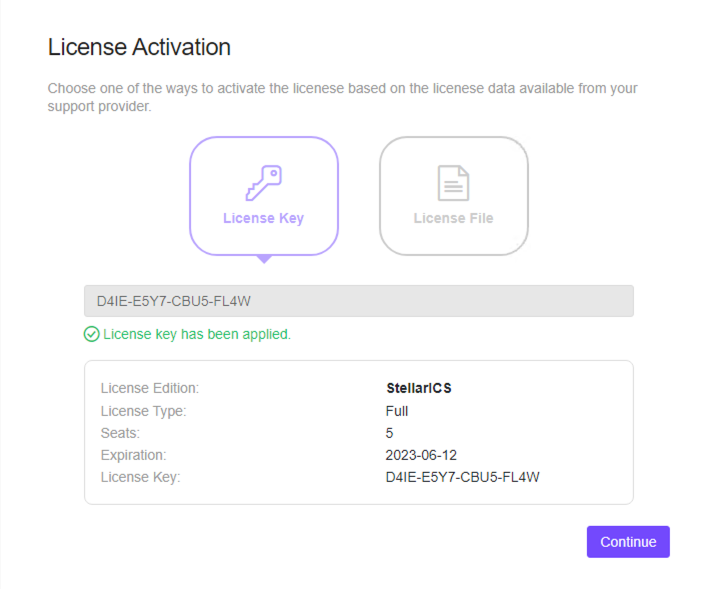 License Activation
Choose one of the ways to activate the licenese based on the licenese data available from your
support provider.
License Key
License File
D4IE-E5Y7-CBU5-FL4W
License key has been applied.
License Edition: StellarICS
License Type: Full
Seats: 5
Expiration: 2023-06-12
License Key: D4IE-E5Y7-CBU5-FL4W
Continue